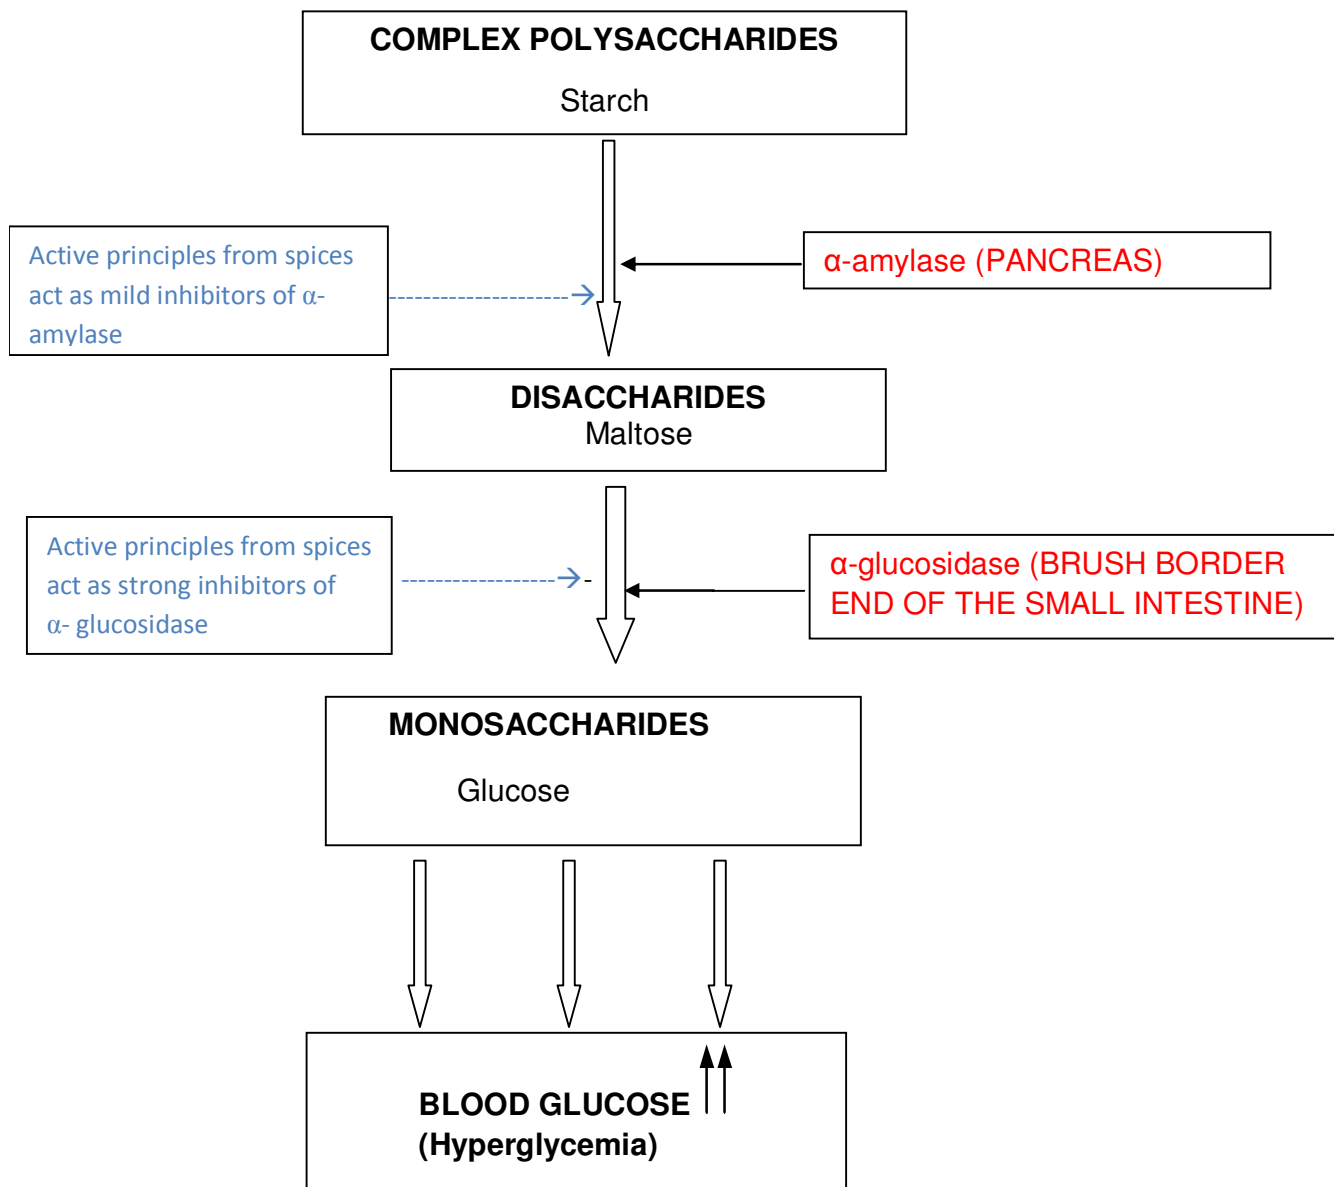 COMPLEX POLYSACCHARIDES
Starch
Active principles from spices
act as mild inhibitors of α-
amylase
α-amylase (PANCREAS)
DISACCHARIDES
Maltose
Active principles from spices
act as strong inhibitors of
α- glucosidase
α-glucosidase (BRUSH BORDER
END OF THE SMALL INTESTINE)
MONOSACCHARIDES
Glucose
BLOOD GLUCOSE
(Hyperglycemia)